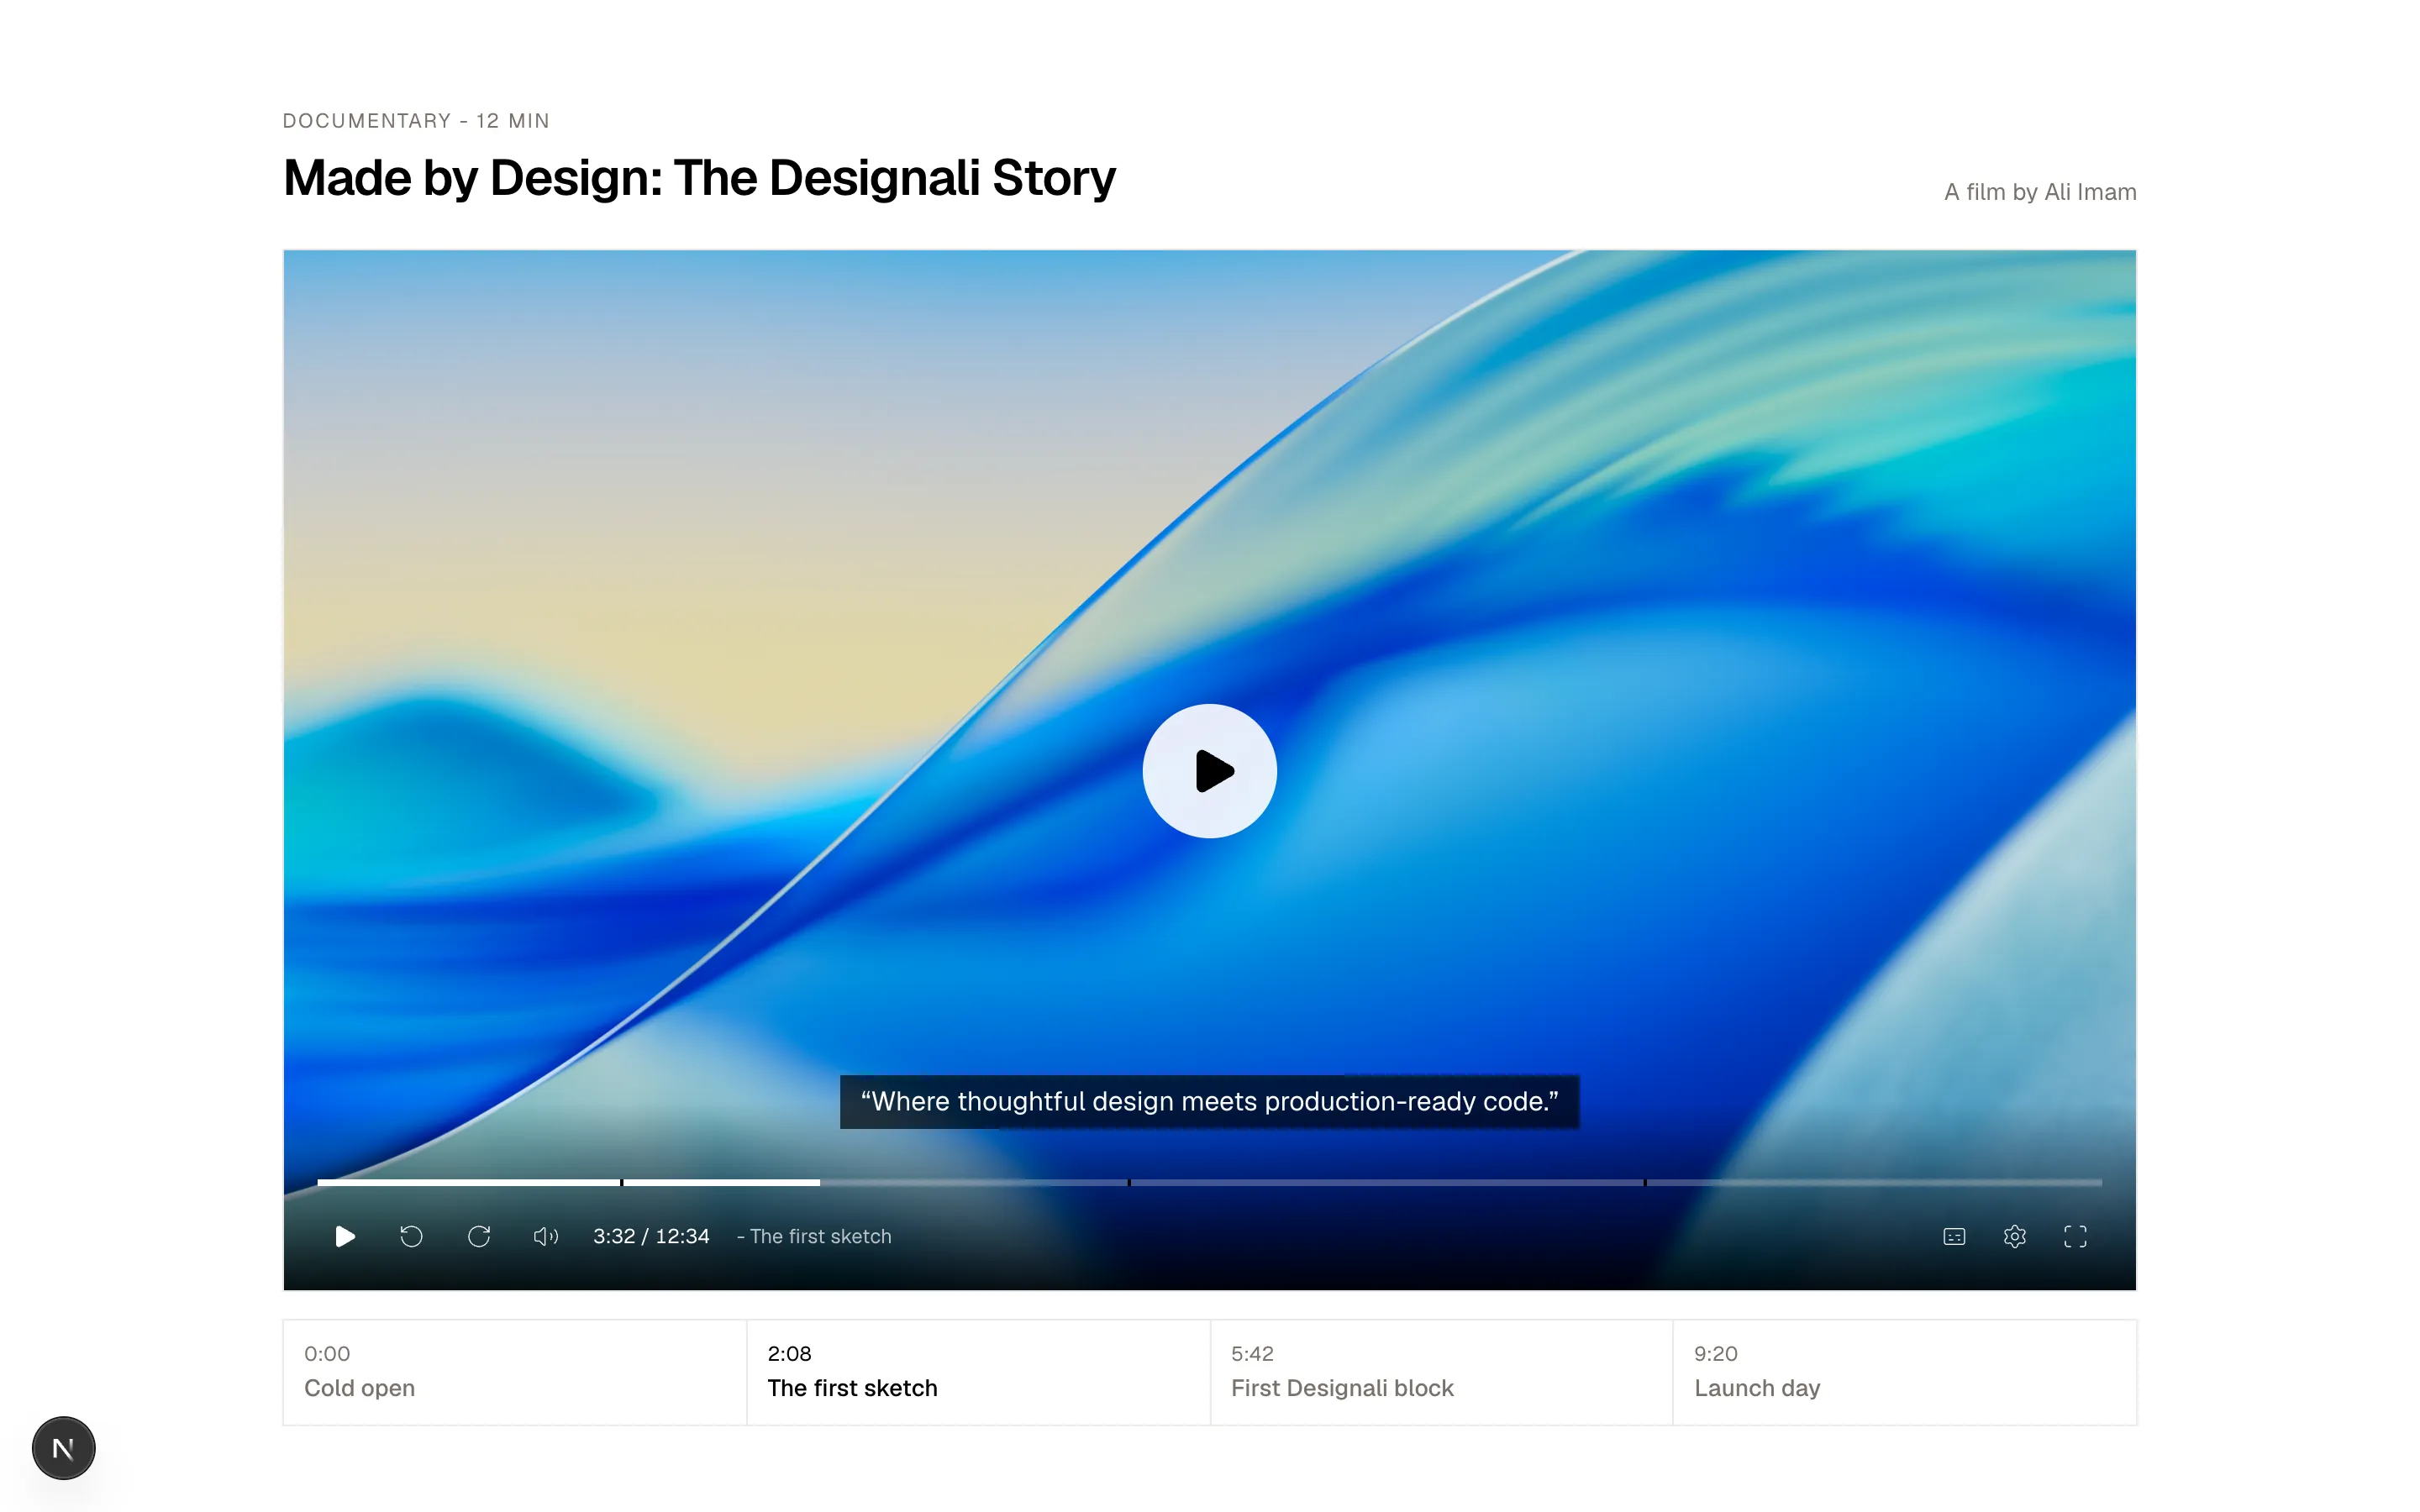 DOCUMENTARY - 12 MIN
Made by Design: The Designali Story
A film by Ali Imam
“Where thoughtful design meets production-ready code.”
3:32 / 12:34 - The first sketch
0:00
Cold open
2:08
The first sketch
5:42
First Designali block
9:20
Launch day
N